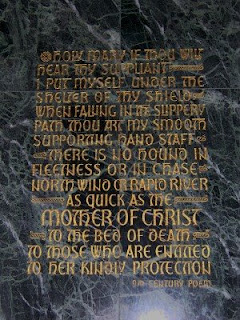 HOLY MARY IF THOU WILT
HEAR THY SUPPLIANT
I PUT MYSELF UNDER THE
SHELTER OF THY SHIELD
WHEN FALLING IN THE SLIPPERY
PATH THOU ART MY SMOOTH
SUPPORTING HAND STAFF
THERE IS NO HOUND IN
FLEETNESS OR IN CHASE
NORTH WIND OR RAPID RIVER
AS QUICK AS THE
MOTHER OF CHRIST
TO THE BED OF DEATH
TO THOSE WHO ARE ENTITLED
TO HER KINDLY PROTECTION
CENTURY POEM